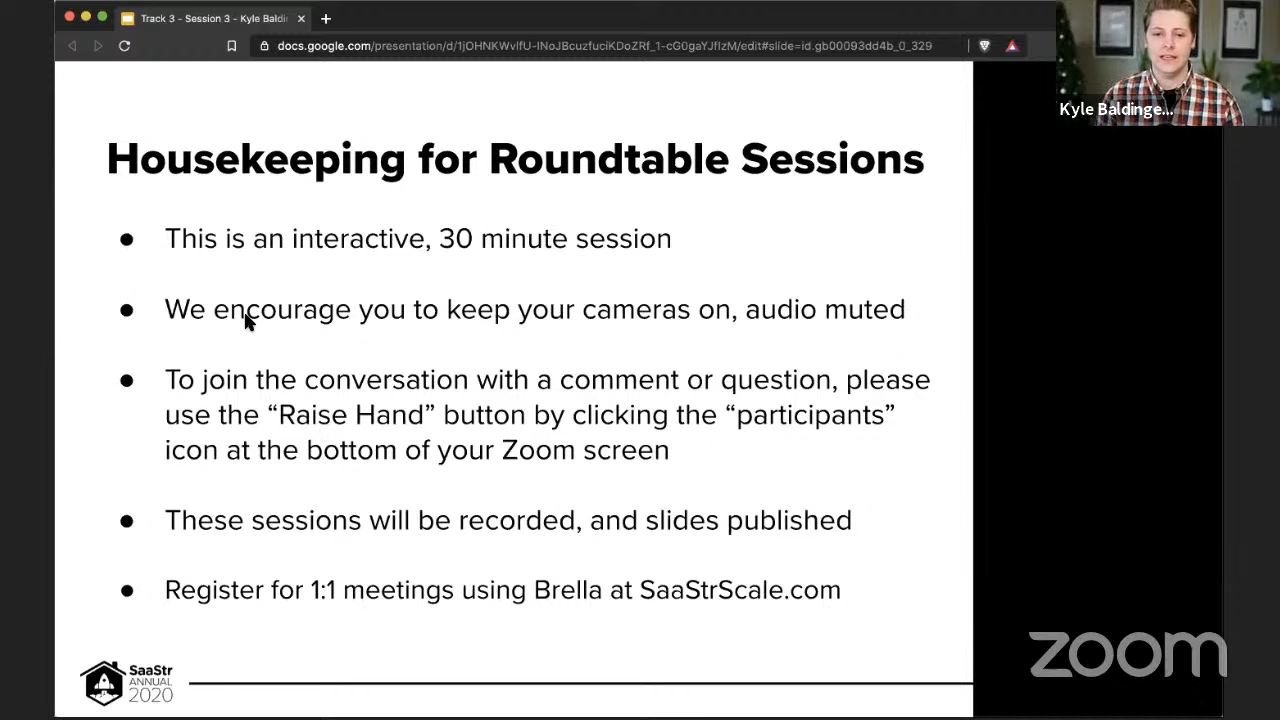 Track 3 - Session 3 - Kyle Baldi
docs.google.com/presentation/d/1jOHNKWvlfU-lNoJBcuzfuciKDoZRf_1-cG0gaYJflzM/edit#slide=id.gb00093dd4b_0_329
Kyle Baldinge...
Housekeeping for Roundtable Sessions
● This is an interactive, 30 minute session
● We encourage you to keep your cameras on, audio muted
● To join the conversation with a comment or question, please
use the “Raise Hand” button by clicking the “participants”
icon at the bottom of your Zoom screen
● These sessions will be recorded, and slides published
● Register for 1:1 meetings using Brella at SaaStrScale.com
SaaStr
ANNUAL
2020
zoom